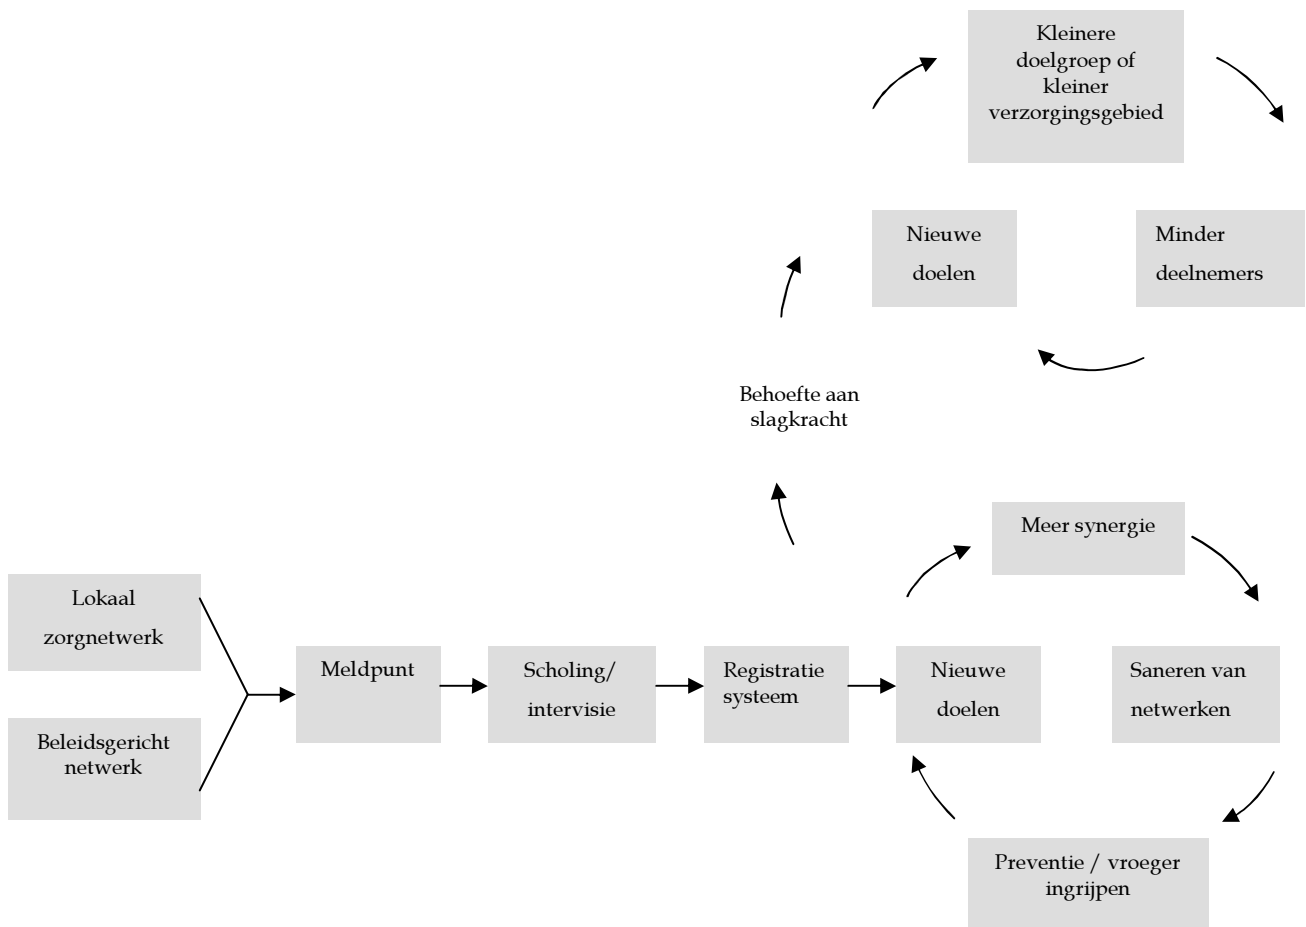 Kleinere
doelgroep of
kleiner
verzorgingsgebied
Nieuwe
doelen
Minder
deelnemers
Behoefte aan
slagkracht
Meer synergie
Lokaal
zorgnetwerk
Beleidsgericht
netwerk
Meldpunt
Scholing/
intervisie
Registratie
systeem
Nieuwe
doelen
Saneren van
netwerken
Preventie / vroeger
ingrijpen